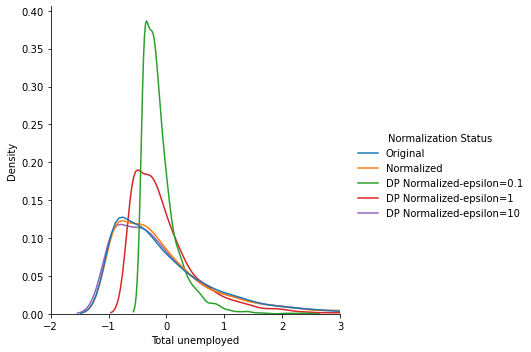 0.40
0.35
0.30
0.25
0.20
0.15
0.10
0.05
0.00
Density
−2
−1
0
1
2
3
Total unemployed
Normalization Status
Original
Normalized
DP Normalized-epsilon=0.1
DP Normalized-epsilon=1
DP Normalized-epsilon=10